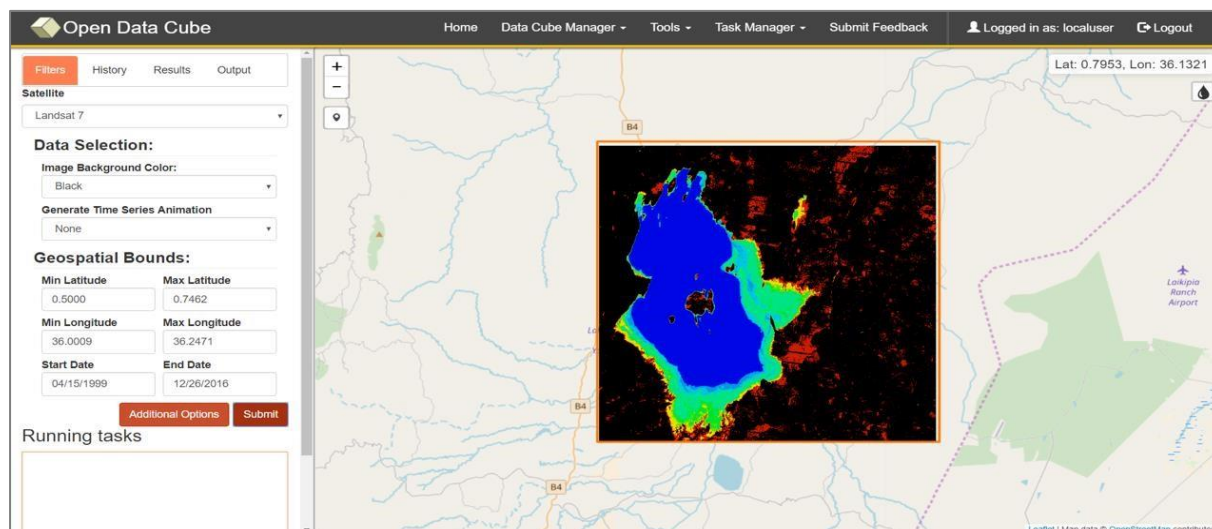 Open Data Cube
Home Data Cube Manager Tools Task Manager Submit Feedback Logged in as: localuser Logout
Filters History Results Output
Satellite
Landsat 7
Data Selection:
Image Background Color:
Black
Generate Time Series Animation
None
Geospatial Bounds:
Min Latitude Max Latitude
0.5000 0.7462
Min Longitude Max Longitude
36.0009 36.2471
Start Date End Date
04/15/1999 12/26/2016
Additional Options Submit
Running tasks
+
−
Lat: 0.7953, Lon: 36.1321
B4
Laikipia
Ranch
Airport
B4
B4
Leaflet | Map data © OpenStreetMap